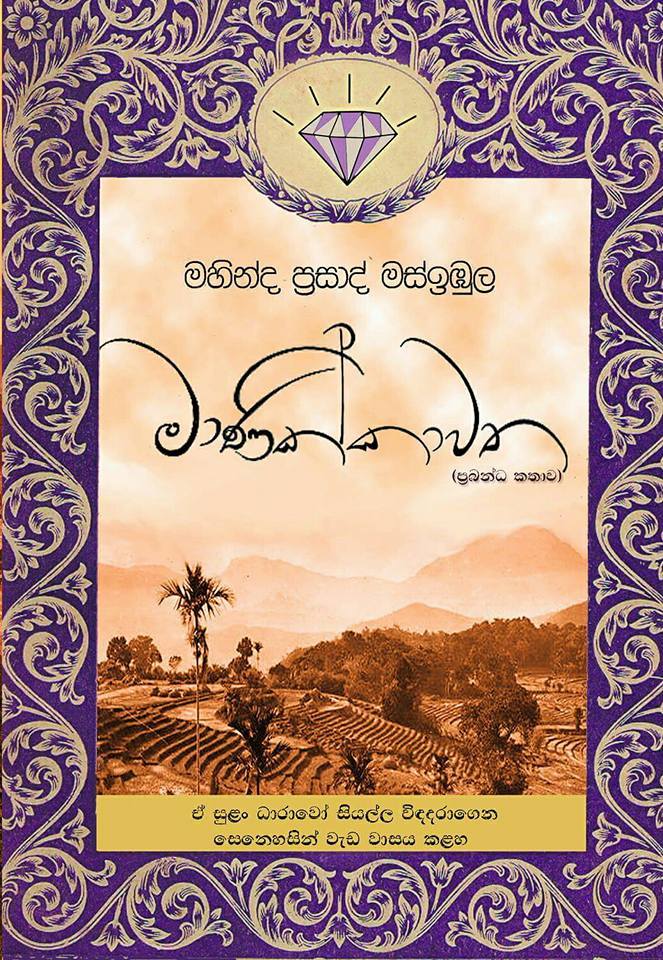 මහින්ද ප්‍රසාද් මස්ඉඹුල
මාණික්කාවත
(ප්‍රබන්ධ කතාව)
ඒ සුළං ධාරාවෝ සියල්ල විඳදරාගෙන
සෙනෙහසින් වැඩ වාසය කළහ